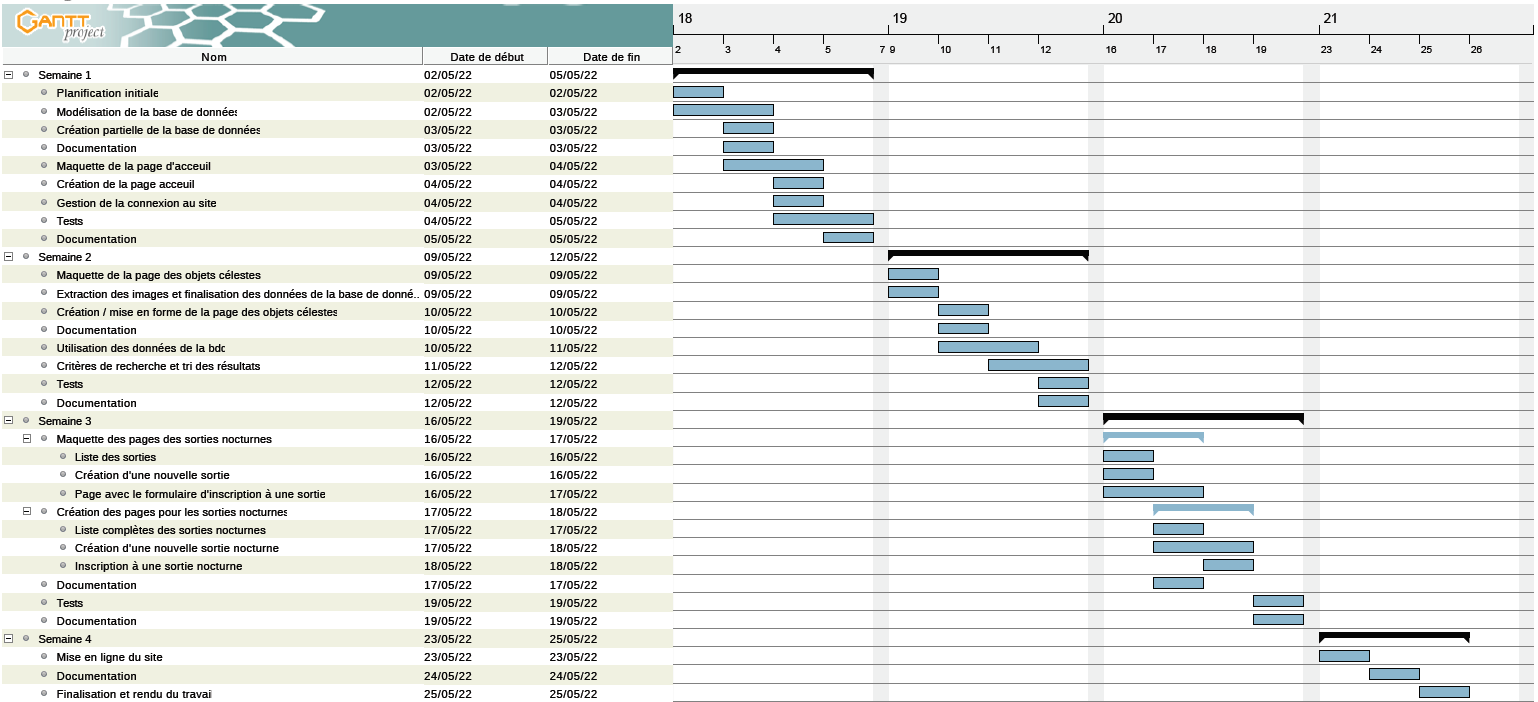 GANTT project
18 19 20 21
2 3 4 5 7 9 10 11 12 16 17 18 19 23 24 25 26
Nom Date de début Date de fin
Semaine 1 02/05/22 05/05/22
Planification initiale 02/05/22 02/05/22
Modélisation de la base de données 02/05/22 03/05/22
Création partielle de la base de données 03/05/22 03/05/22
Documentation 03/05/22 03/05/22
Maquette de la page d'acceuil 03/05/22 04/05/22
Création de la page acceuil 04/05/22 04/05/22
Gestion de la connexion au site 04/05/22 04/05/22
Tests 04/05/22 05/05/22
Documentation 05/05/22 05/05/22
Semaine 2 09/05/22 12/05/22
Maquette de la page des objets célestes 09/05/22 09/05/22
Extraction des images et finalisation des données de la base de donné.. 09/05/22 09/05/22
Création / mise en forme de la page des objets célestes 10/05/22 10/05/22
Documentation 10/05/22 10/05/22
Utilisation des données de la bdd 10/05/22 11/05/22
Critères de recherche et tri des résultats 11/05/22 12/05/22
Tests 12/05/22 12/05/22
Documentation 12/05/22 12/05/22
Semaine 3 16/05/22 19/05/22
Maquette des pages des sorties nocturnes 16/05/22 17/05/22
Liste des sorties 16/05/22 16/05/22
Création d'une nouvelle sortie 16/05/22 16/05/22
Page avec le formulaire d'inscription à une sortie 16/05/22 17/05/22
Création des pages pour les sorties nocturnes 17/05/22 18/05/22
Liste complètes des sorties nocturnes 17/05/22 17/05/22
Création d'une nouvelle sortie nocturne 17/05/22 18/05/22
Inscription à une sortie nocturne 18/05/22 18/05/22
Documentation 17/05/22 17/05/22
Tests 19/05/22 19/05/22
Documentation 19/05/22 19/05/22
Semaine 4 23/05/22 25/05/22
Mise en ligne du site 23/05/22 23/05/22
Documentation 24/05/22 24/05/22
Finalisation et rendu du travail 25/05/22 25/05/22